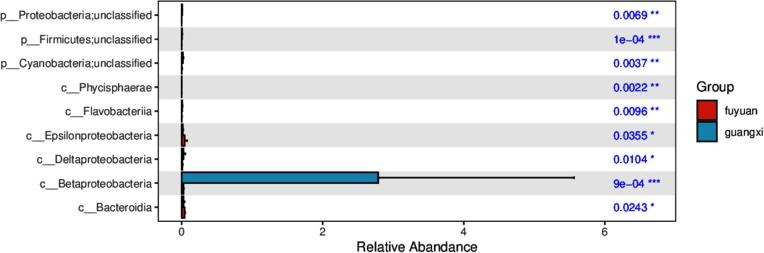 p__Proteobacteria;unclassified 0.0069 **
p__Firmicutes;unclassified 1e−04 ***
p__Cyanobacteria;unclassified 0.0037 **
c__Phycisphaerae 0.0022 **
c__Flavobacteriia 0.0096 **
c__Epsilonproteobacteria 0.0355 *
c__Deltaproteobacteria 0.0104 *
c__Betaproteobacteria 9e−04 ***
c__Bacteroidia 0.0243 *
0 2 4 6
Relative Abandance
Group
fuyuan
guangxi